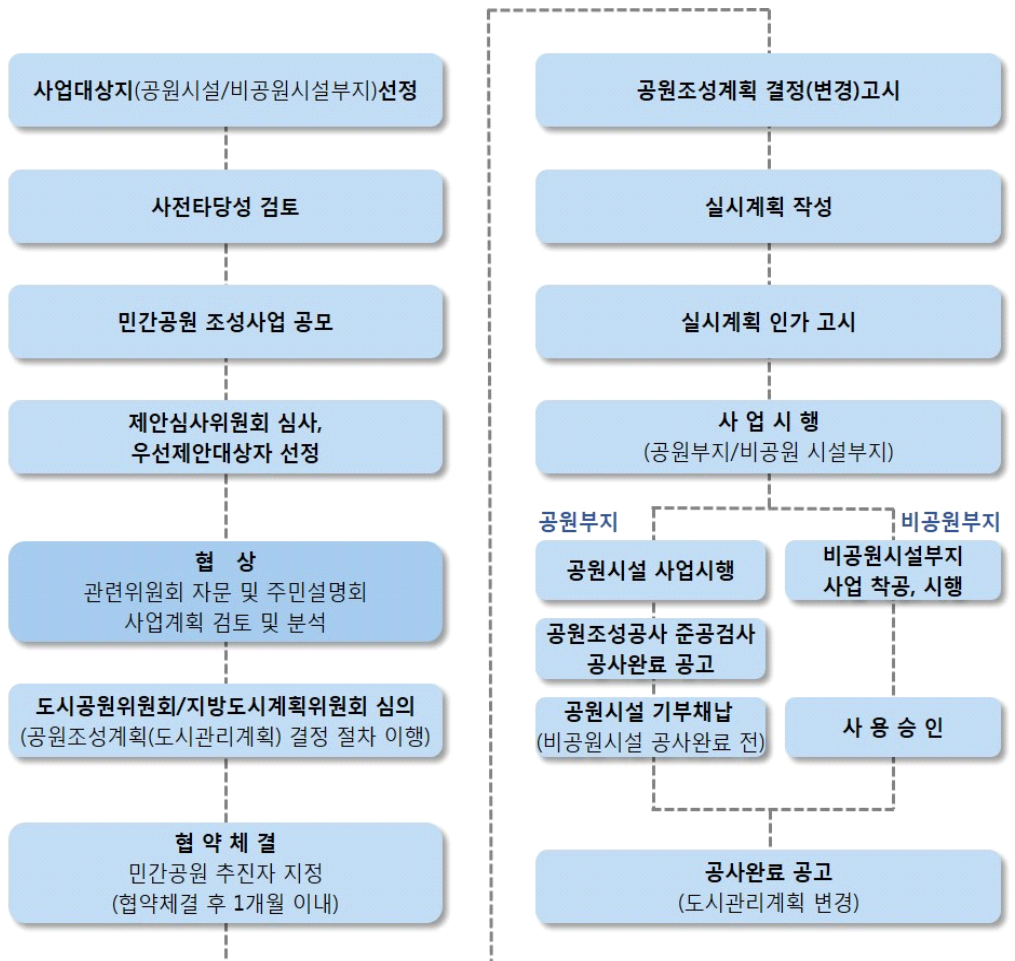 사업대상지(공원시설/비공원시설부지)선정
사전타당성 검토
민간공원 조성사업 공모
제안심사위원회 심사,
우선제안대상자 선정
협 상
관련위원회 자문 및 주민설명회
사업계획 검토 및 분석
도시공원위원회/지방도시계획위원회 심의
(공원조성계획(도시관리계획) 결정 절차 이행)
협 약 체 결
민간공원 추진자 지정
(협약체결 후 1개월 이내)
공원조성계획 결정(변경)고시
실시계획 작성
실시계획 인가 고시
사 업 시 행
(공원부지/비공원 시설부지)
공원부지
공원시설 사업시행
공원조성공사 준공검사
공사완료 공고
공원시설 기부채납
(비공원시설 공사완료 전)
비공원부지
비공원시설부지
사업 착공, 시행
사 용 승 인
공사완료 공고
(도시관리계획 변경)